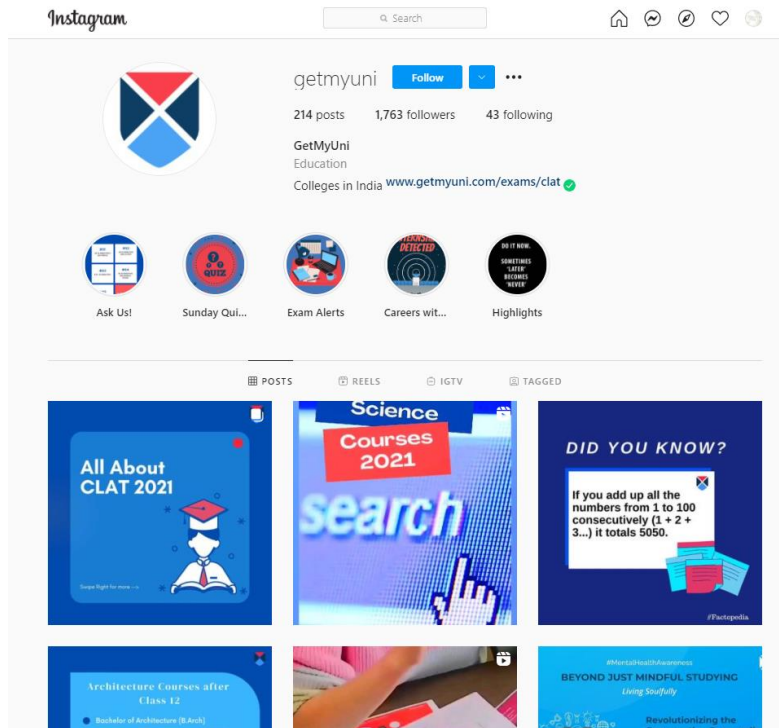 Instagram
Search
getmyuni Follow
214 posts 1,763 followers 43 following
GetMyUni
Education
Colleges in India www.getmyuni.com/exams/clat
QUIZ
DETECTED
DO IT NOW.
SOMETIMES
'LATER'
BECOMES
'NEVER'
Ask Us! Sunday Qui... Exam Alerts Careers wit... Highlights
POSTS REELS IGTV TAGGED
All About
CLAT 2021
Swipe Right for more
Science
Courses
2021
search
DID YOU KNOW?
If you add up all the
numbers from 1 to 100
consecutively (1 + 2 +
3...) it totals 5050.
#Factopedia
Architecture Courses after
Class 12
Bachelor of Architecture (B.Arch)
#MentalHealthAwareness
BEYOND JUST MINDFUL STUDYING
Living Soulfully
Revolutionizing the